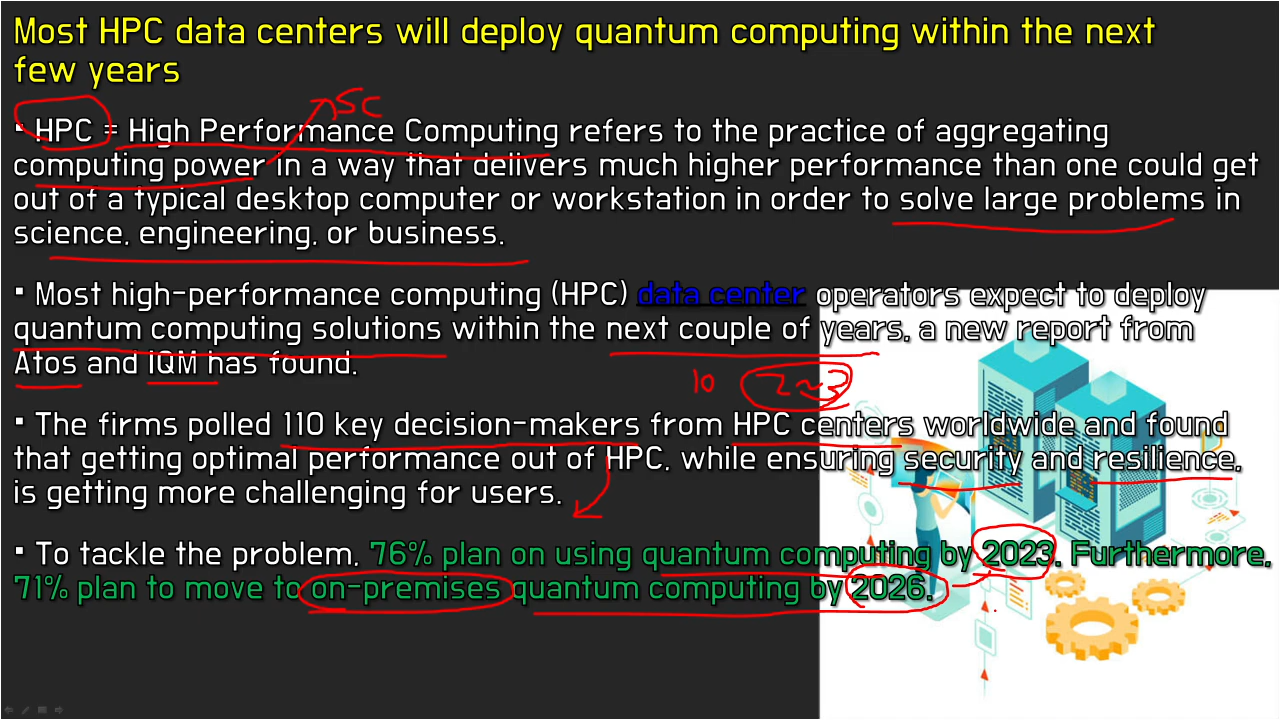 Most HPC data centers will deploy quantum computing within the next
few years
SC
▪ HPC = High Performance Computing refers to the practice of aggregating
computing power in a way that delivers much higher performance than one could get
out of a typical desktop computer or workstation in order to solve large problems in
science, engineering, or business.
▪ Most high-performance computing (HPC) data center operators expect to deploy
quantum computing solutions within the next couple of years, a new report from
Atos and IQM has found.
10 2~3
▪ The firms polled 110 key decision-makers from HPC centers worldwide and found
that getting optimal performance out of HPC, while ensuring security and resilience,
is getting more challenging for users.
▪ To tackle the problem, 76% plan on using quantum computing by 2023. Furthermore,
71% plan to move to on-premises quantum computing by 2026.